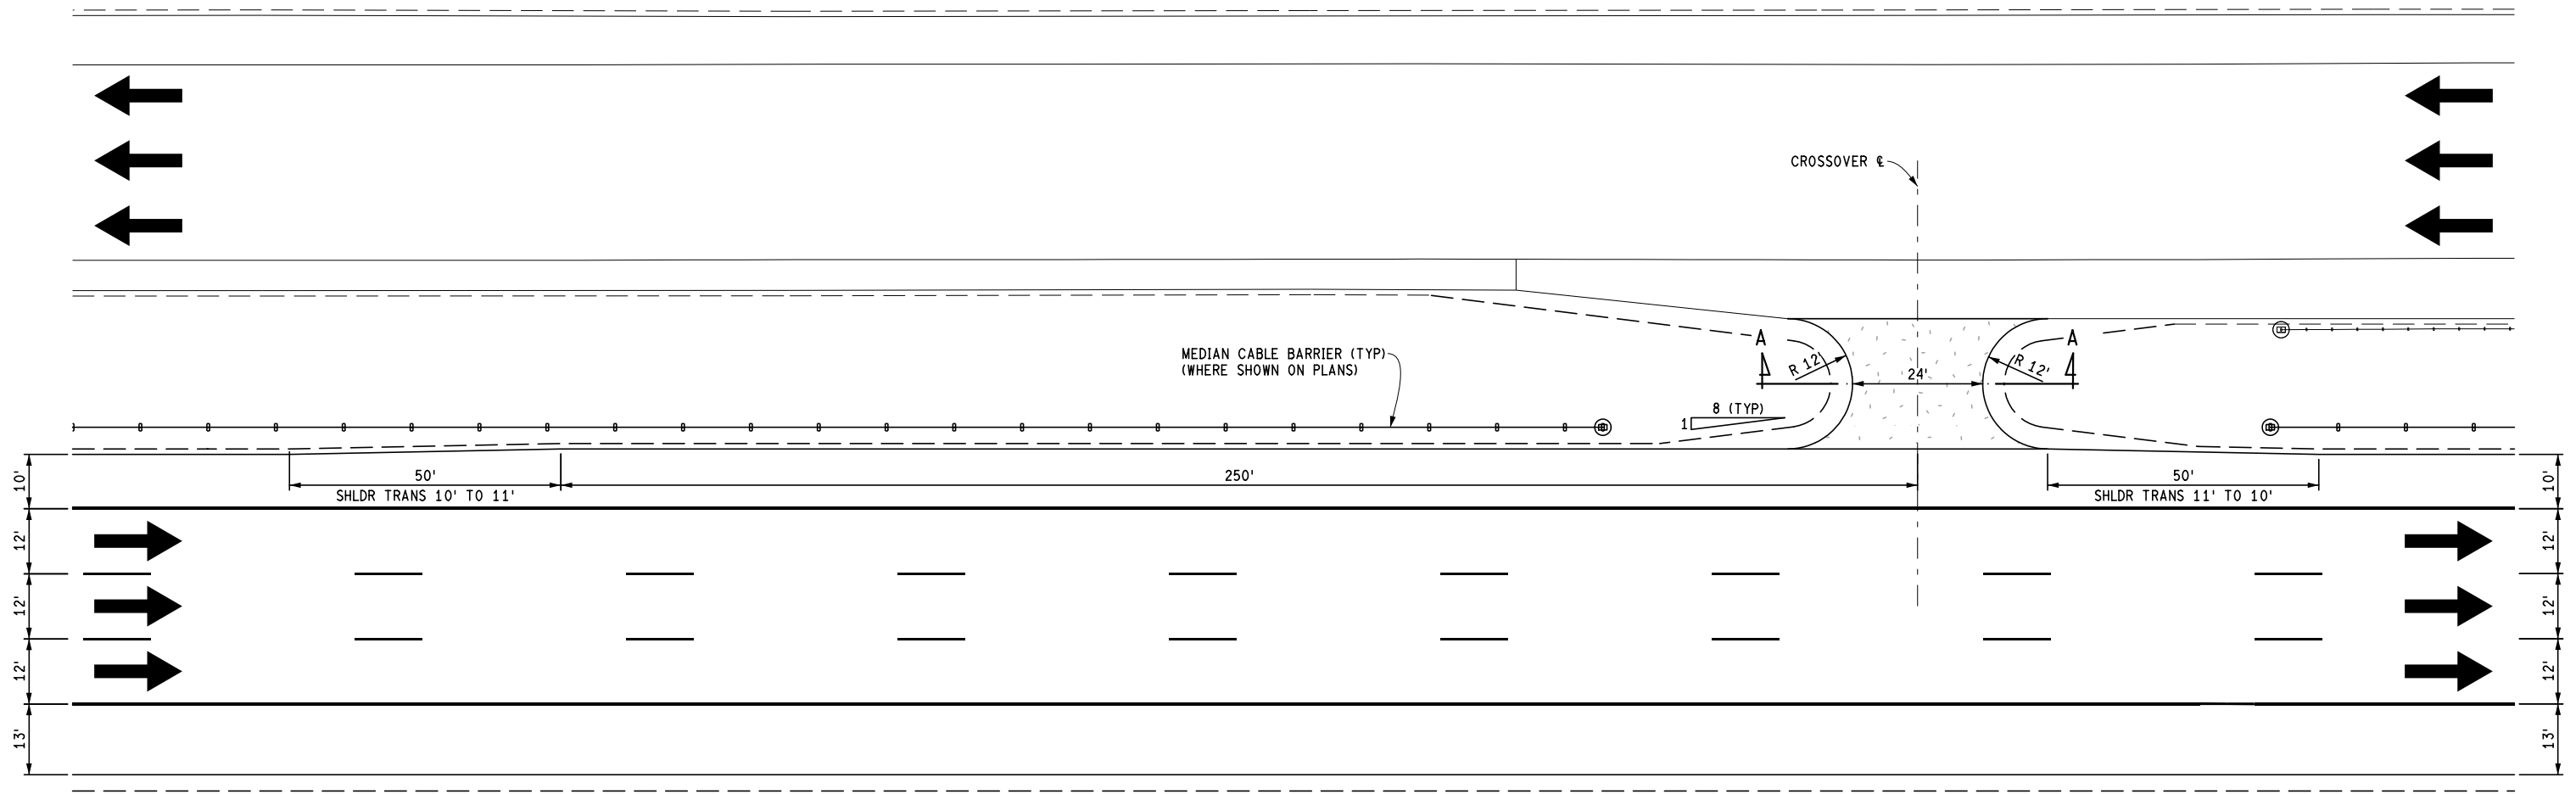 CROSSOVER ℄
MEDIAN CABLE BARRIER (TYP)
(WHERE SHOWN ON PLANS)
A
A
R 12'
R 12'
24'
8 (TYP)
1
50'
SHLDR TRANS 10' TO 11'
250'
50'
SHLDR TRANS 11' TO 10'
10'
12'
12'
12'
13'
10'
12'
12'
12'
13'